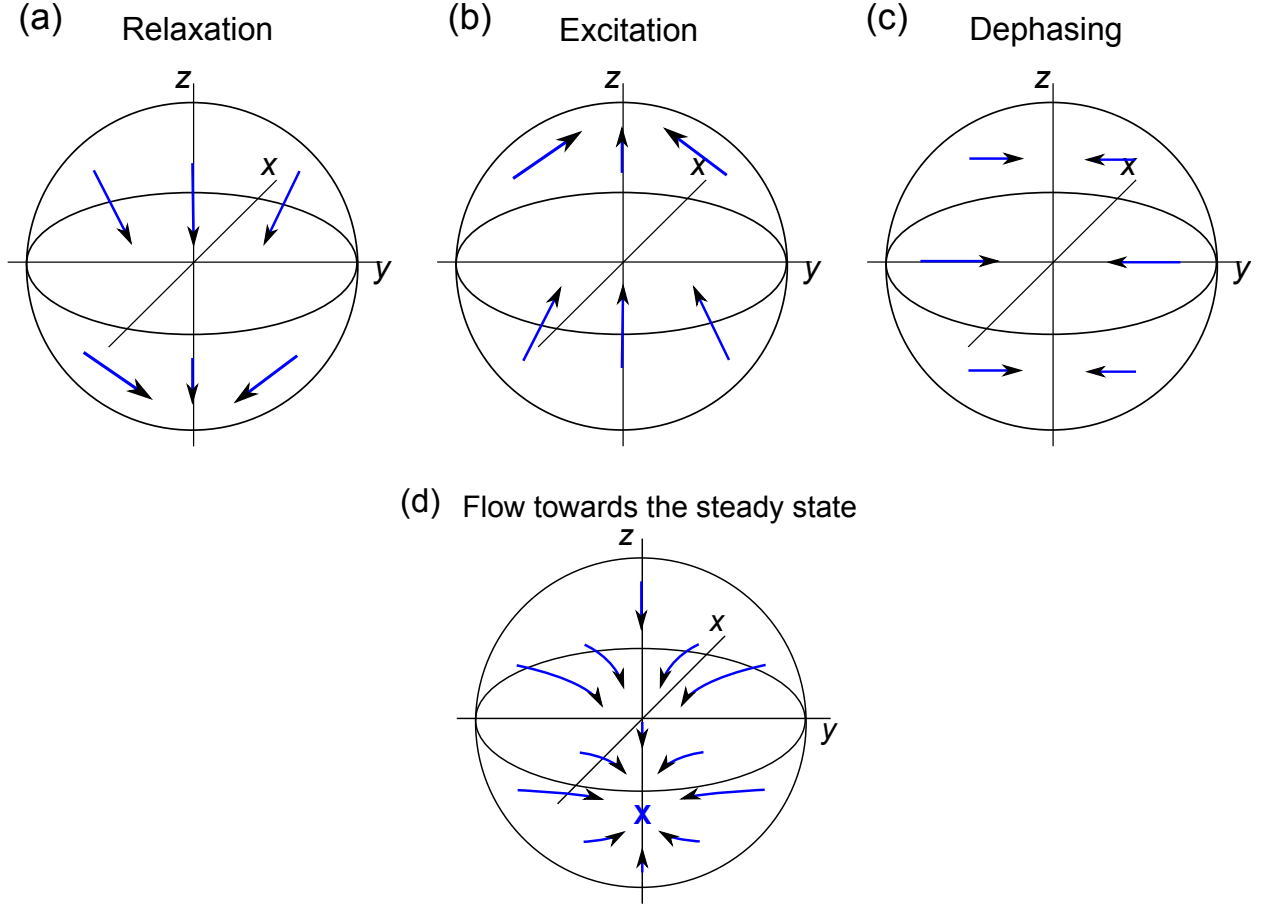 (a) Relaxation
(b) Excitation
(c) Dephasing
z
x
y
z
x
y
z
x
y
(d) Flow towards the steady state
z
x
y
x